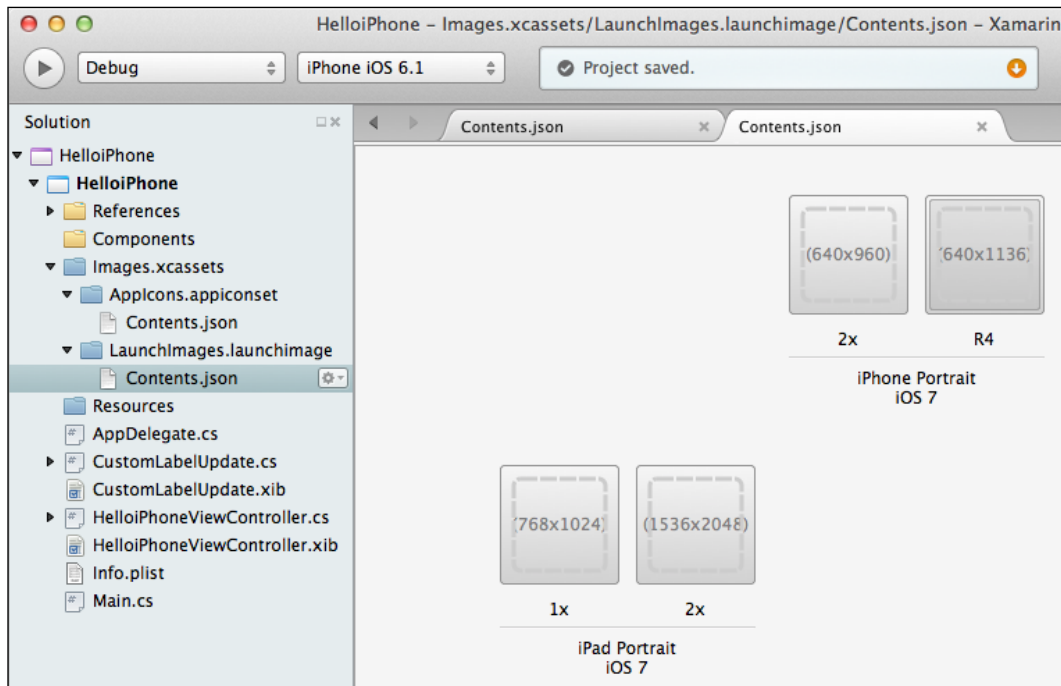 HelloiPhone – Images.xcassets/LaunchImages.launchimage/Contents.json – Xamarin
Debug
iPhone iOS 6.1
Project saved.
Solution
Contents.json
Contents.json
HelloiPhone
HelloiPhone
References
Components
Images.xcassets
AppIcons.appiconset
Contents.json
LaunchImages.launchimage
Contents.json
Resources
AppDelegate.cs
CustomLabelUpdate.cs
CustomLabelUpdate.xib
HelloiPhoneViewController.cs
HelloiPhoneViewController.xib
Info.plist
Main.cs
(640x960)
(640x1136)
2x
R4
iPhone Portrait
iOS 7
(768x1024)
(1536x2048)
1x
2x
iPad Portrait
iOS 7